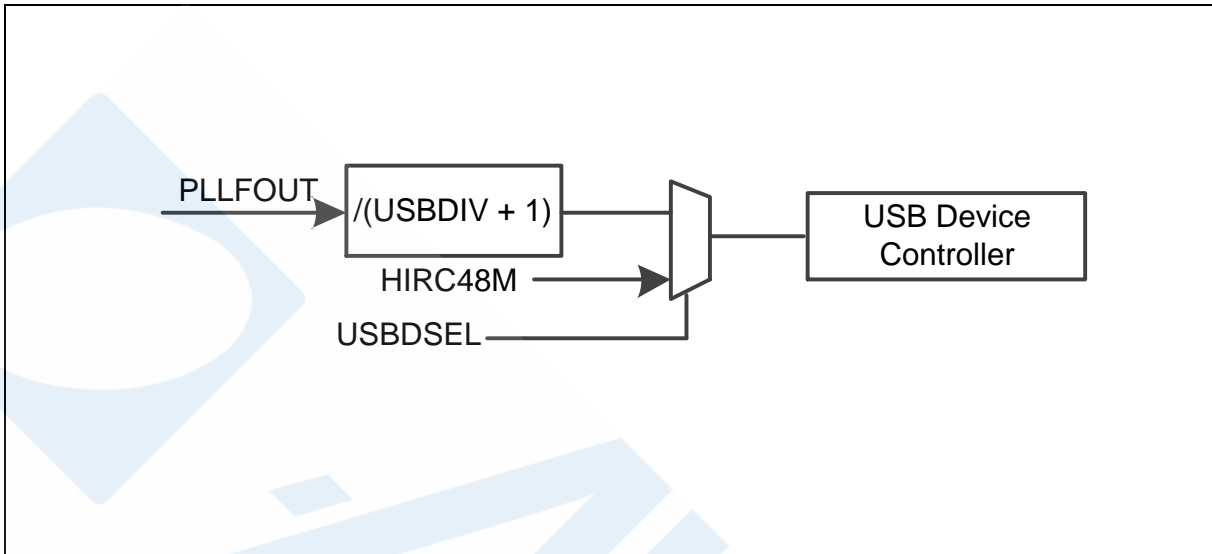 PLLFOUT
/(USBDIV + 1)
HIRC48M
USBDSEL
USB Device
Controller